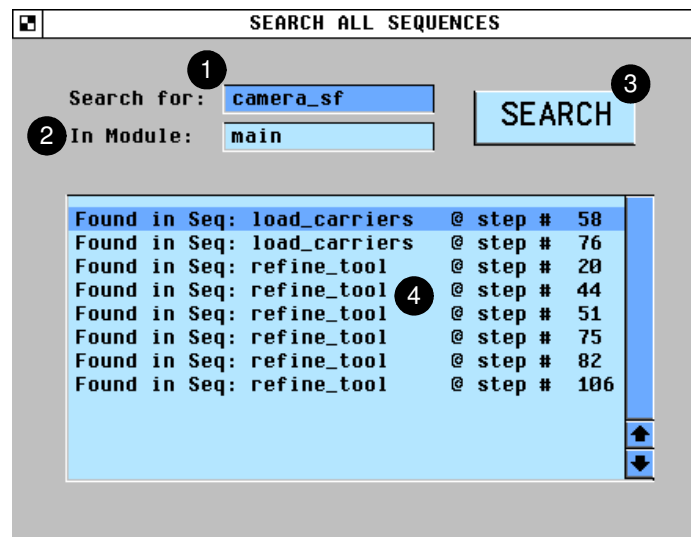 SEARCH ALL SEQUENCES
1
Search for: camera_sf
3
SEARCH
2
In Module: main
Found in Seq: load_carriers @ step # 58
Found in Seq: load_carriers @ step # 76
Found in Seq: refine_tool @ step # 20
Found in Seq: refine_tool 4 @ step # 44
Found in Seq: refine_tool @ step # 51
Found in Seq: refine_tool @ step # 75
Found in Seq: refine_tool @ step # 82
Found in Seq: refine_tool @ step # 106